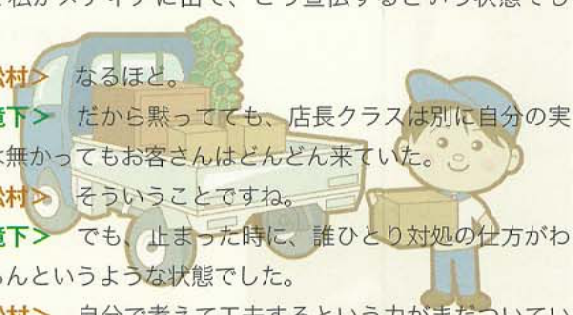 私がメディアに出て、どう宣伝するという状態でし
村＞　なるほど。
下＞　だから黙ってても、店長クラスは別に自分の実
無かってもお客さんはどんどん来ていた。
村＞　そういうことですね。
下＞　でも、止まった時に、誰ひとり対処の仕方がわ
らんというような状態でした。
村＞　自分で考えて工夫するという力がまだついてい